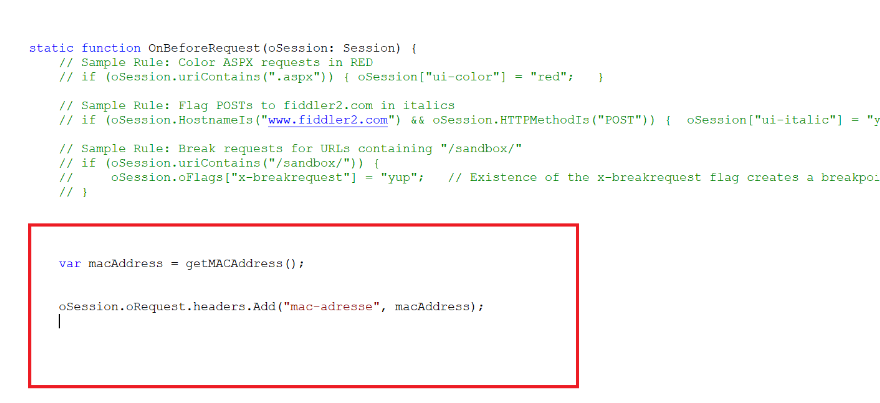 static function OnBeforeRequest(oSession: Session) {
// Sample Rule: Color ASPX requests in RED
// if (oSession.uriContains(".aspx")) { oSession["ui-color"] = "red";   }
// Sample Rule: Flag POSTs to fiddler2.com in italics
// if (oSession.HostnameIs("www.fiddler2.com") && oSession.HTTPMethodIs("POST")) {  oSession["ui-italic"] = "y
// Sample Rule: Break requests for URLs containing "/sandbox/"
// if (oSession.uriContains("/sandbox/")) {
//     oSession.oFlags["x-breakrequest"] = "yup";   // Existence of the x-breakrequest flag creates a breakpoi
// }
var macAddress = getMACAddress();
oSession.oRequest.headers.Add("mac-adresse", macAddress);